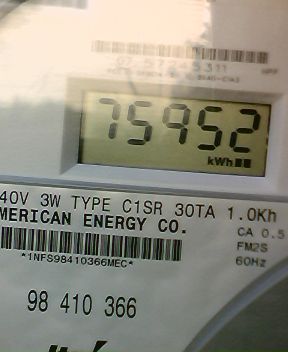 75952
kWh
40V 3W TYPE C1SR 30TA 1.0Kh
MERICAN ENERGY CO.
CA 0.5
FM2S
60Hz
*1NFS98410366MEC*
98 410 366